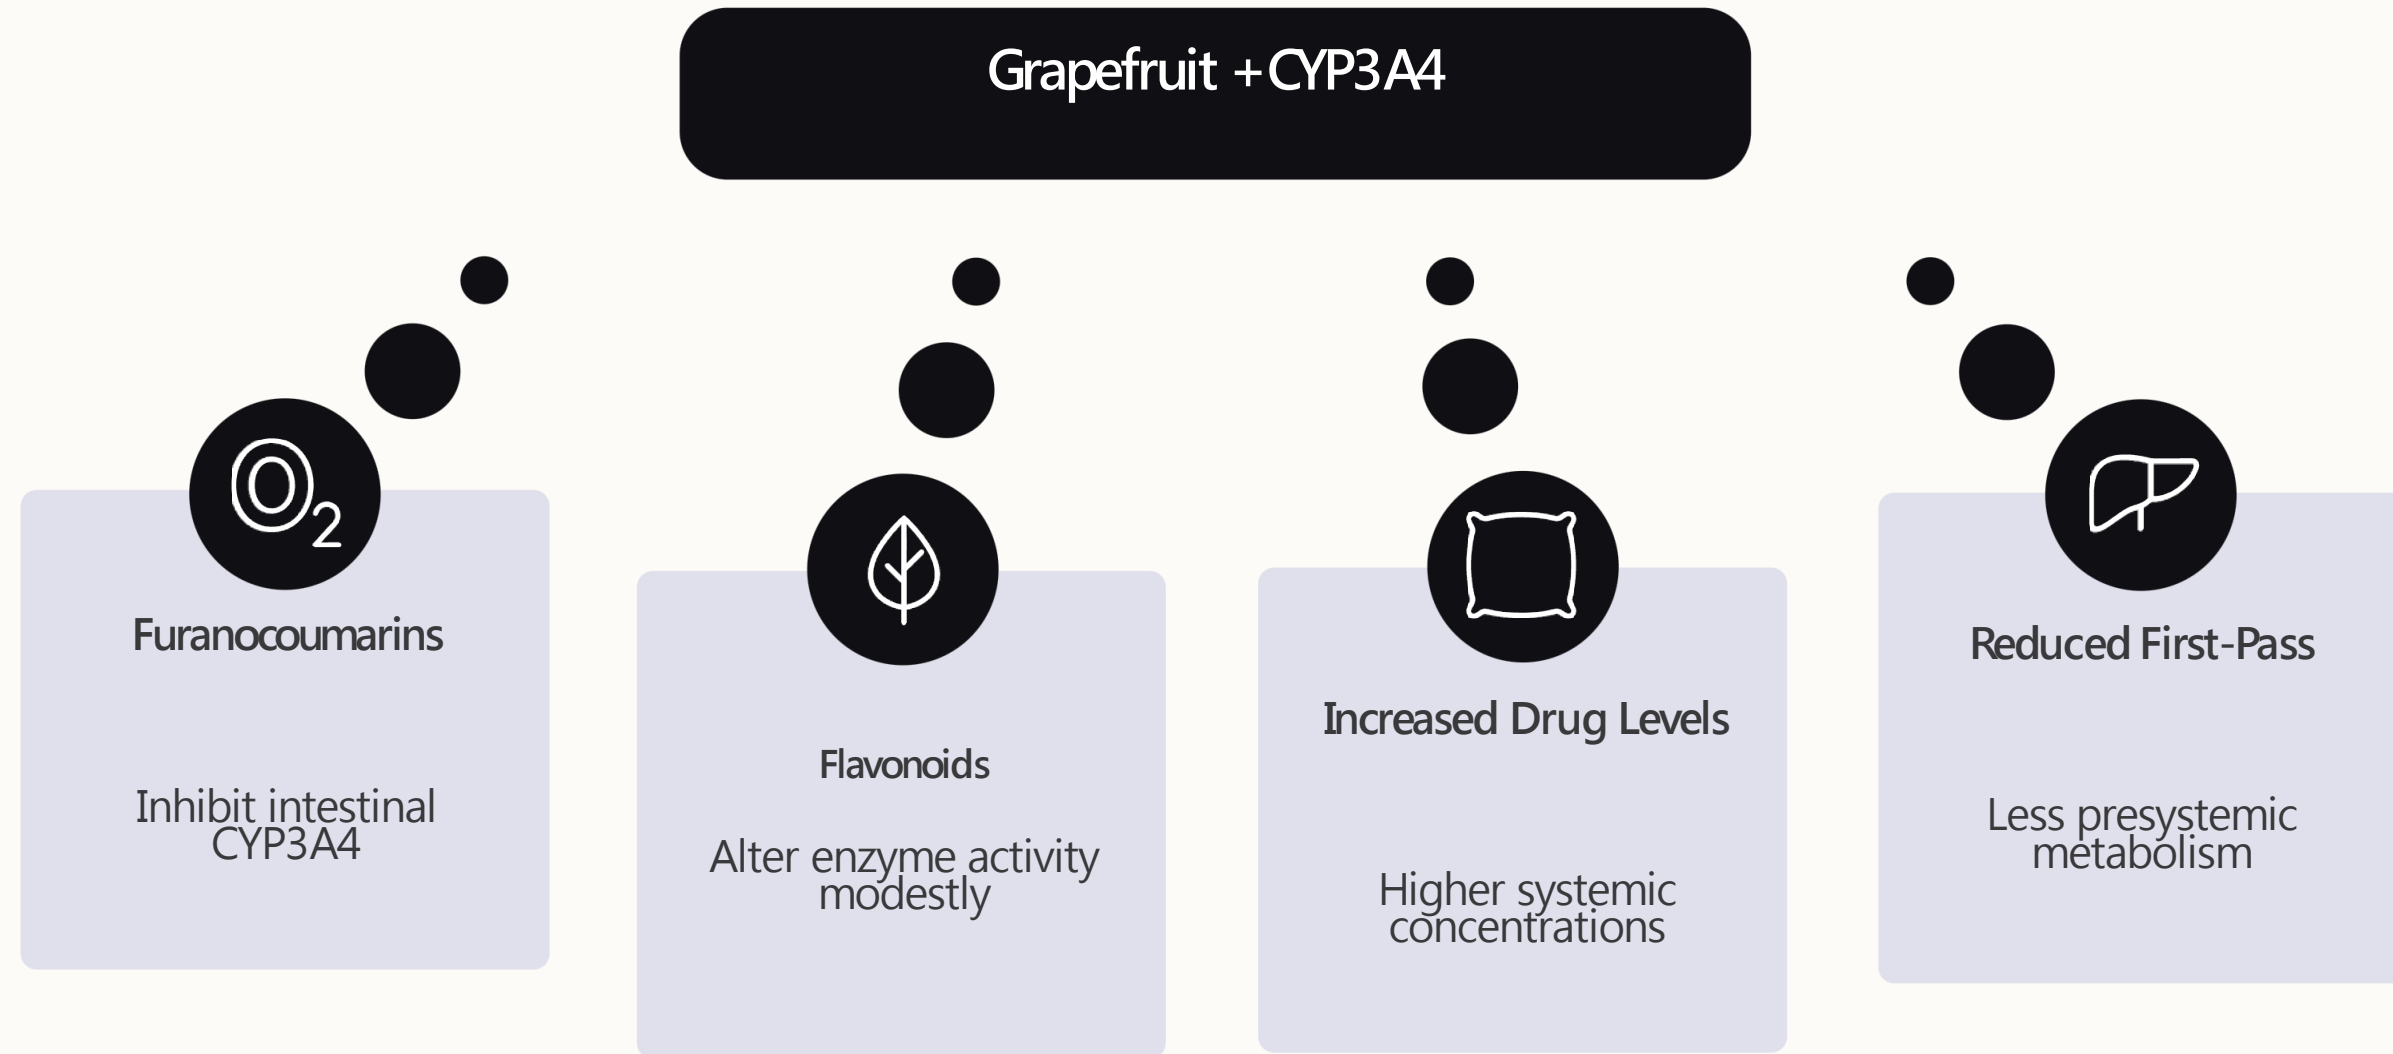 Grapefruit + CYP3A4
O2
Furanocoumarins
Inhibit intestinal
CYP3A4
Flavonoids
Alter enzyme activity
modestly
Increased Drug Levels
Higher systemic
concentrations
Reduced First-Pass
Less presystemic
metabolism